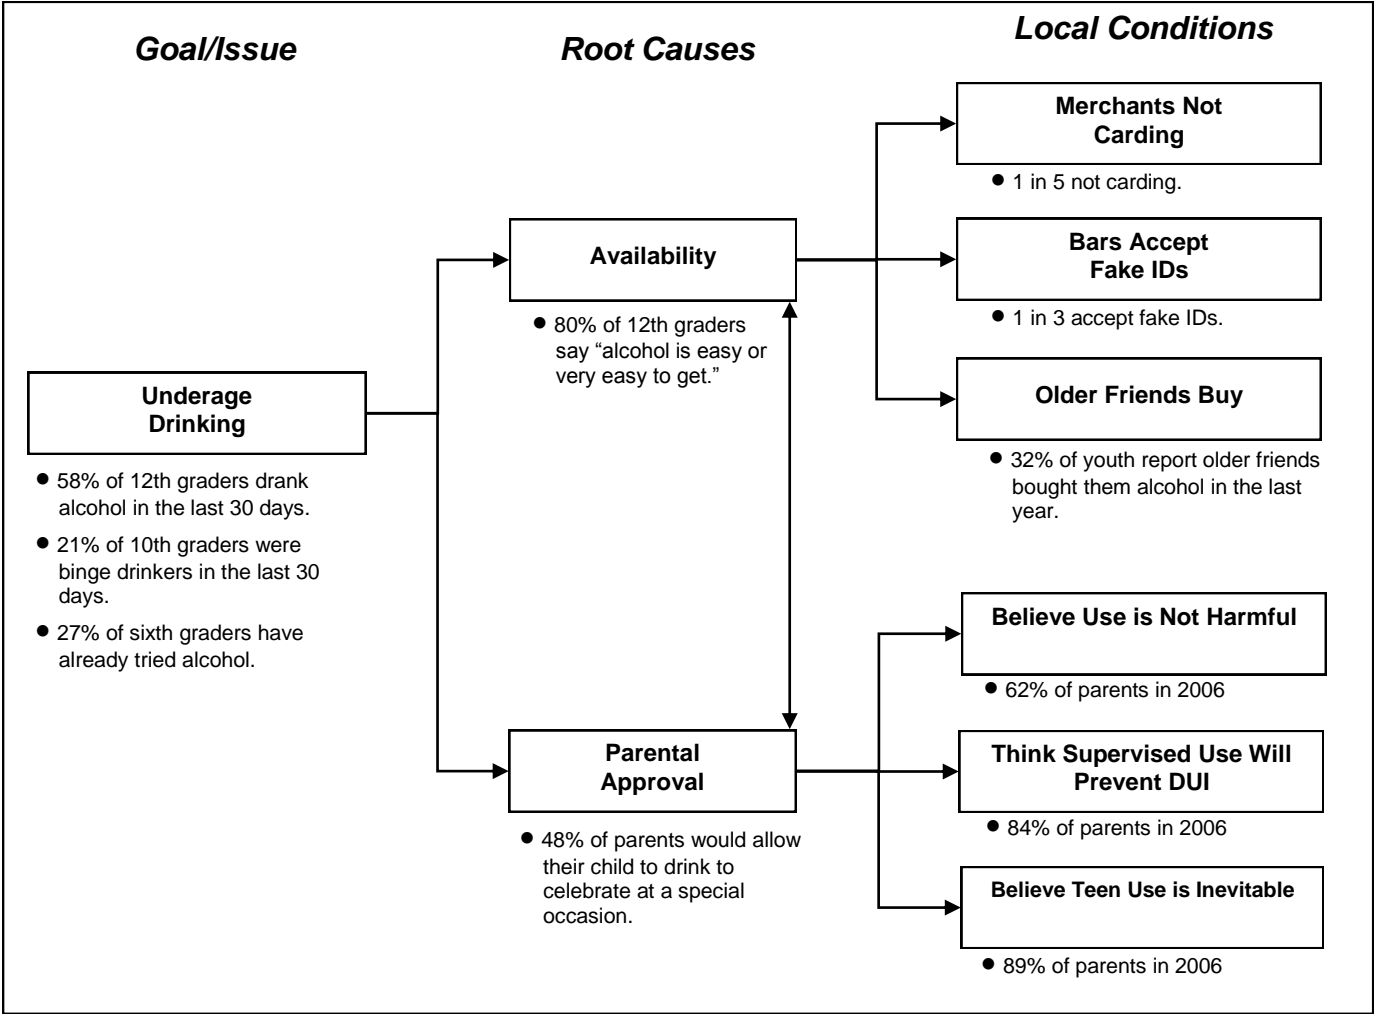 Goal/Issue
Root Causes
Local Conditions
Underage
Drinking
● 58% of 12th graders drank
alcohol in the last 30 days.
● 21% of 10th graders were
binge drinkers in the last 30
days.
● 27% of sixth graders have
already tried alcohol.
Availability
● 80% of 12th graders
say “alcohol is easy or
very easy to get.”
Parental
Approval
● 48% of parents would allow
their child to drink to
celebrate at a special
occasion.
Merchants Not
Carding
● 1 in 5 not carding.
Bars Accept
Fake IDs
● 1 in 3 accept fake IDs.
Older Friends Buy
● 32% of youth report older friends
bought them alcohol in the last
year.
Believe Use is Not Harmful
● 62% of parents in 2006
Think Supervised Use Will
Prevent DUI
● 84% of parents in 2006
Believe Teen Use is Inevitable
● 89% of parents in 2006